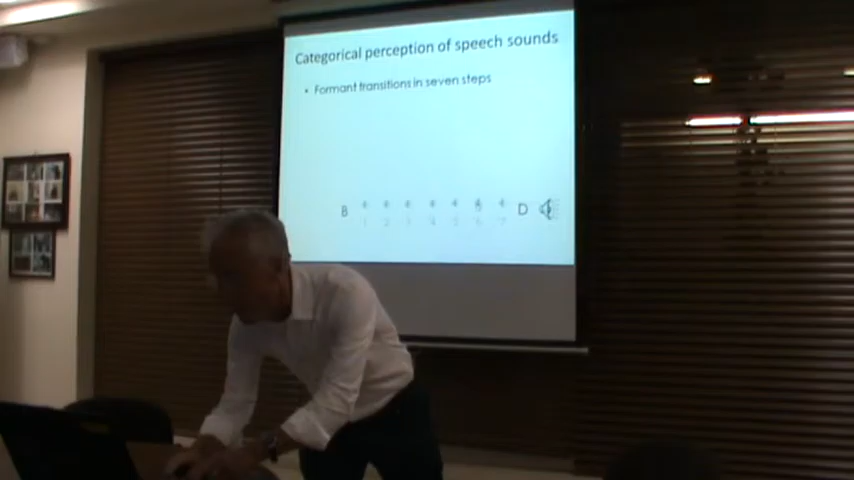 Categorical perception of speech sounds
• Formant transitions in seven steps
B D
1 2 3 4 5 6 7